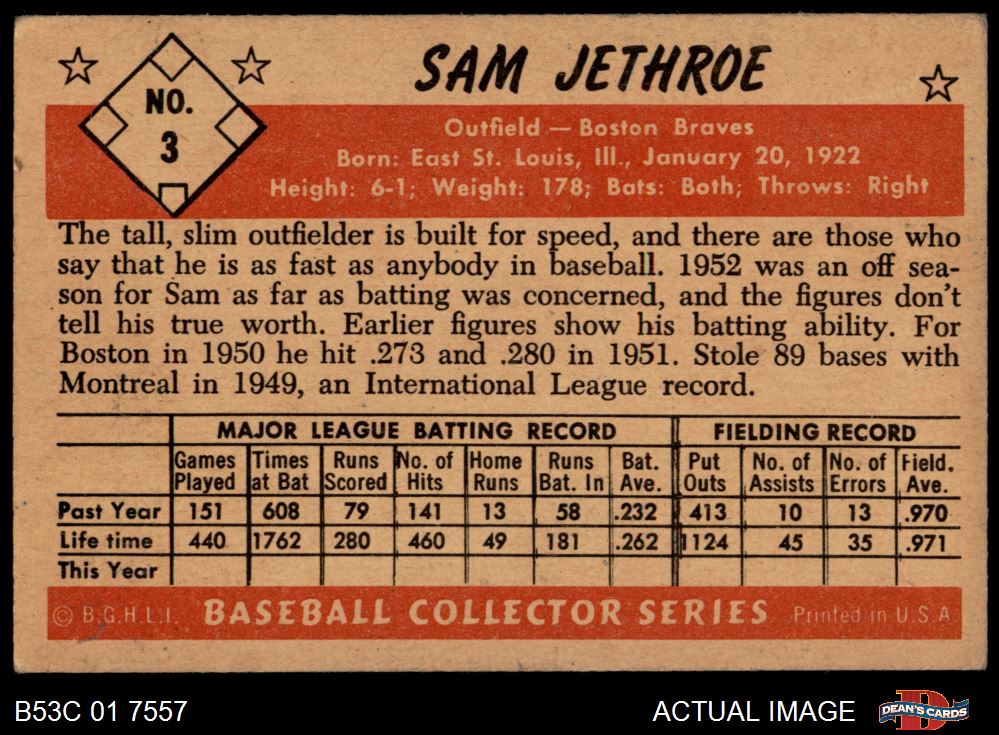 NO.
3
SAM JETHROE
Outfield — Boston Braves
Born: East St. Louis, Ill., January 20, 1922
Height: 6-1; Weight: 178; Bats: Both; Throws: Right
The tall, slim outfielder is built for speed, and there are those who
say that he is as fast as anybody in baseball. 1952 was an off sea-
son for Sam as far as batting was concerned, and the figures don't
tell his true worth. Earlier figures show his batting ability. For
Boston in 1950 he hit .273 and .280 in 1951. Stole 89 bases with
Montreal in 1949, an International League record.
MAJOR LEAGUE BATTING RECORD FIELDING RECORD
Games Times Runs No. of Home Runs Bat. Put No. of No. of Field.
Played at Bat Scored Hits Runs Bat. In Ave. Outs Assists Errors Ave.
Past Year 151 608 79 141 13 58 .232 413 10 13 .970
Life time 440 1762 280 460 49 181 .262 1124 45 35 .971
This Year
© B.G.H.L.I. BASEBALL COLLECTOR SERIES Printed in U.S.A
B53C 01 7557 ACTUAL IMAGE DEAN'S CARDS